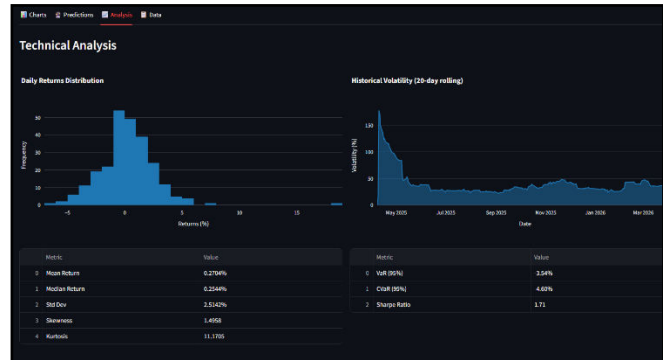 Charts Predictions Analysis Data
Technical Analysis
Daily Returns Distribution
Historical Volatility (20-day rolling)
Frequency
50
40
30
20
10
0
-5 0 5 10 15
Returns (%)
Volatility (%)
150
100
50
0
May 2025 Jul 2025 Sep 2025 Nov 2025 Jan 2026 Mar 2026
Date
Metric Value
0 Mean Return 0.2704%
1 Median Return 0.2544%
2 Std Dev 2.5142%
3 Skewness 1.4958
4 Kurtosis 11.1705
Metric Value
0 VaR (95%) 3.54%
1 CVaR (95%) 4.60%
2 Sharpe Ratio 1.71